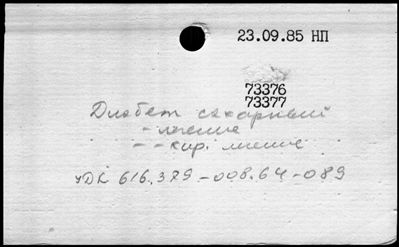 23.09.85 НП
73376
73377
Диабет сахарный
- лечение
- - хир. лечение
УДК 616.379-008.64-089